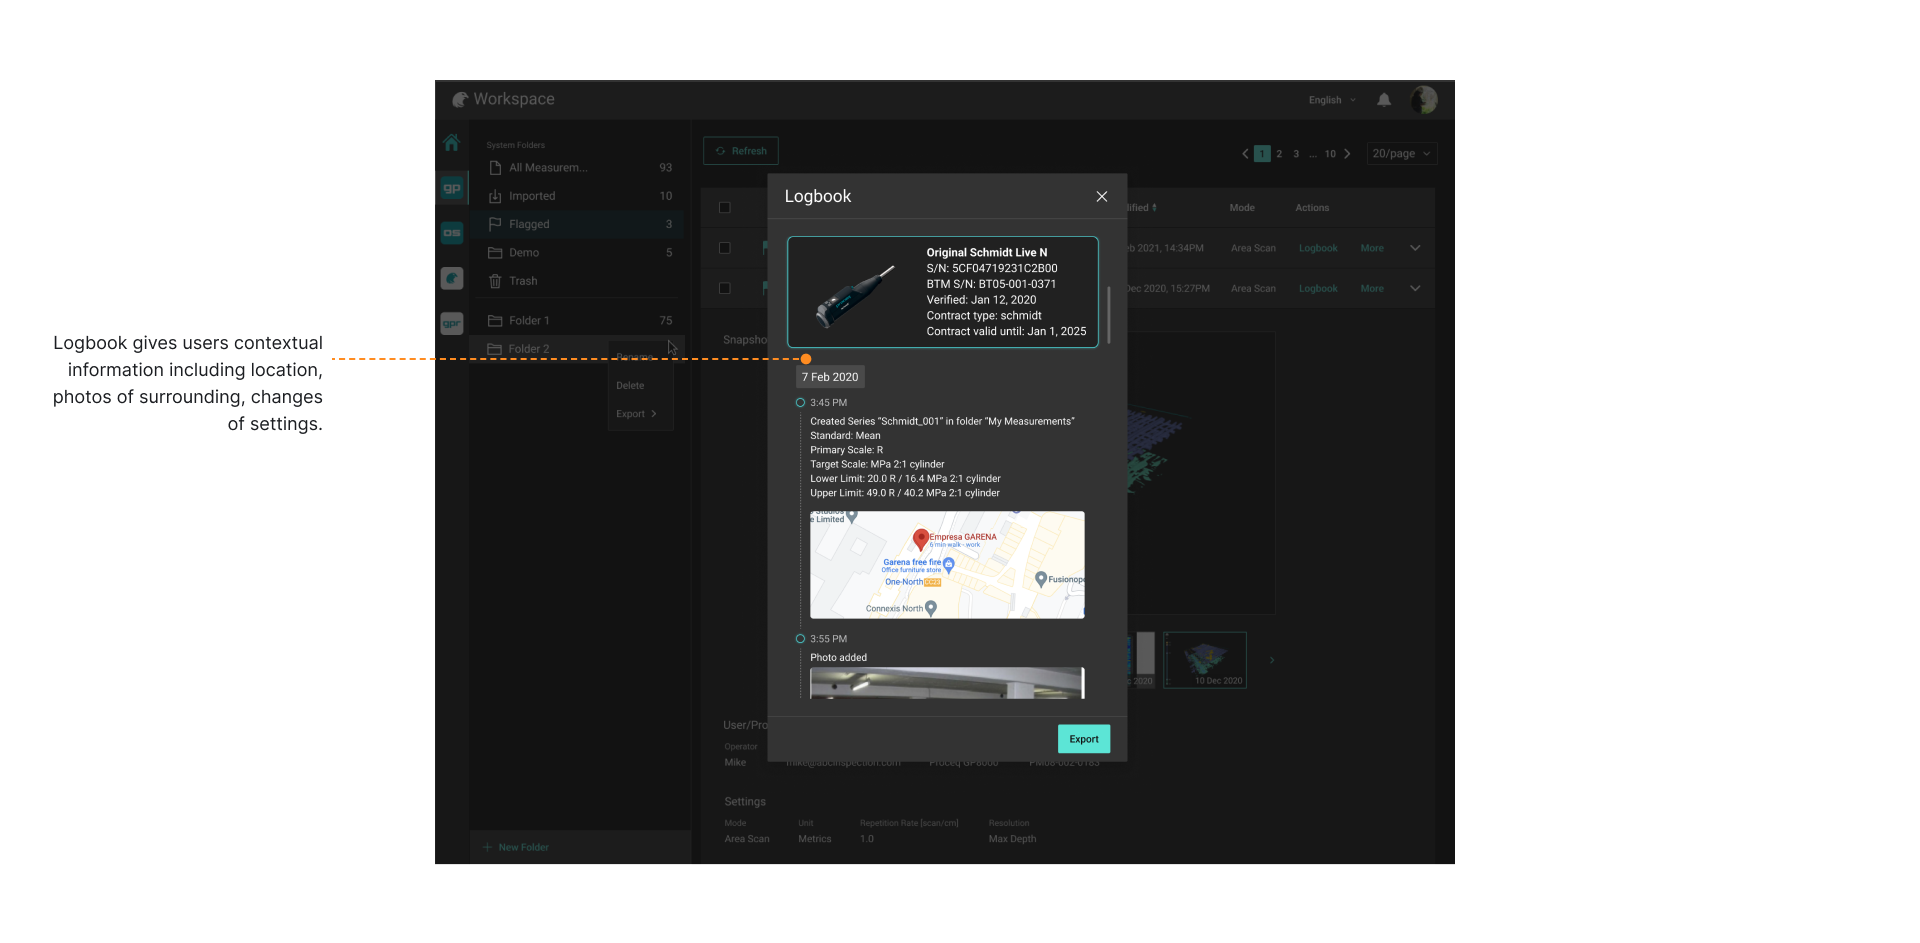 Logbook gives users contextual
information including location,
photos of surrounding, changes
of settings.
Workspace
English
System Folders
All Measurem... 93
Imported 10
Flagged 3
Demo 5
Trash
Folder 1 75
Folder 2
Rename
Delete
Export
New Folder
gp
os
gpr
Refresh
1 2 3 ... 10
20/page
Mode Actions
2021, 14:34PM Area Scan Logbook More
Dec 2020, 15:27PM Area Scan Logbook More
Logbook
Original Schmidt Live N
S/N: 5CF04719231C2B00
BTM S/N: BT05-001-0371
Verified: Jan 12, 2020
Contract type: schmidt
Contract valid until: Jan 1, 2025
7 Feb 2020
3:45 PM
Created Series “Schmidt_001” in folder “My Measurements”
Standard: Mean
Primary Scale: R
Target Scale: MPa 2:1 cylinder
Lower Limit: 20.0 R / 16.4 MPa 2:1 cylinder
Upper Limit: 49.0 R / 40.2 MPa 2:1 cylinder
Studios
e Limited
Empresa GARENA
6 min walk - work
Garena free fire
Office furniture store
One-North CC23
Fusionop
Connexis North
3:55 PM
Photo added
Export
Snapsho
2020
10 Dec 2020
User/Pro
Operator
Mike mike@abcinspection.com Proceq GP8000 PM08-002-0183
Settings
Mode Unit Repetition Rate [scan/cm] Resolution
Area Scan Metrics 1.0 Max Depth